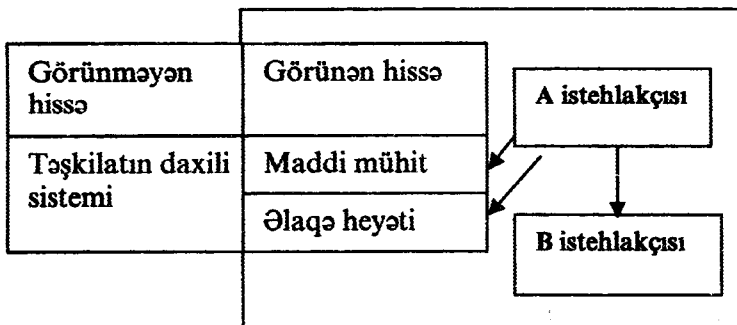 Görünməyən
hissə
Görünən hissə
Təşkilatın daxili
sistemi
Maddi mühit
Əlaqə heyəti
A istehlakçısı
B istehlakçısı